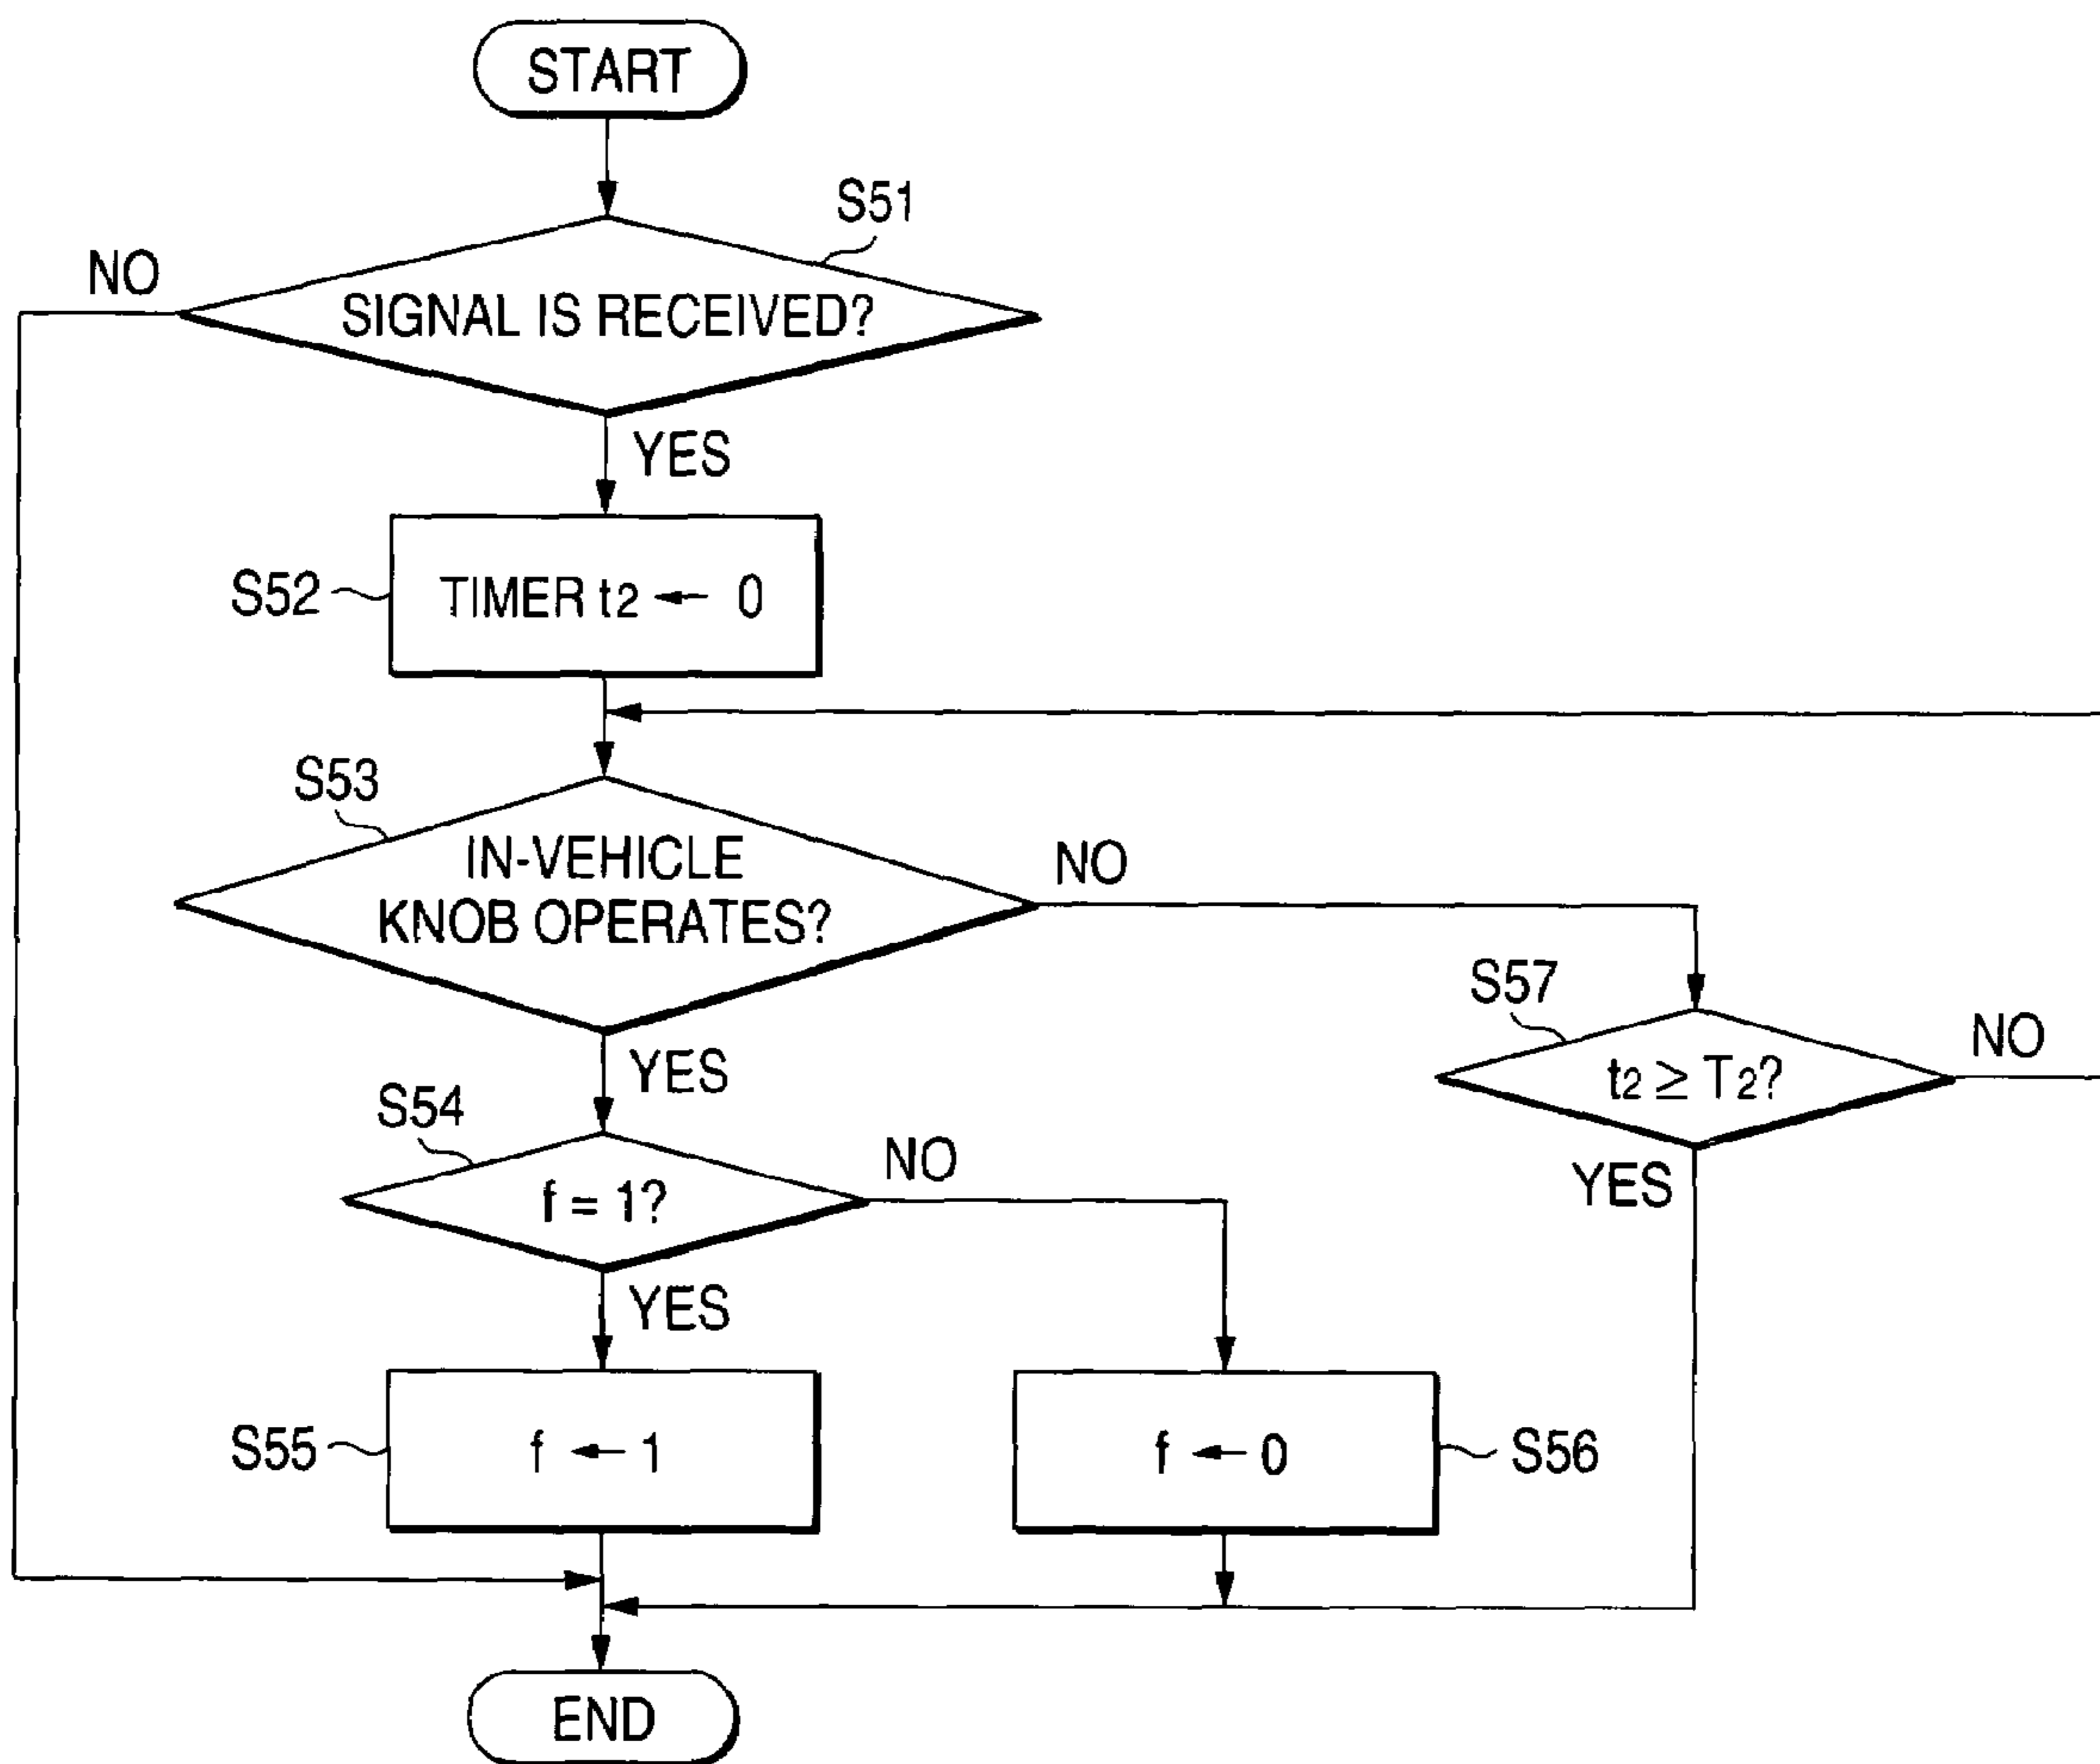 START
S51
NO
SIGNAL IS RECEIVED?
YES
S52
TIMER t2 ← 0
S53
IN-VEHICLE
KNOB OPERATES?
NO
YES
S57
t2 ≥ T2?
NO
YES
S54
f = 1?
NO
YES
S55
f ← 1
f ← 0
S56
END